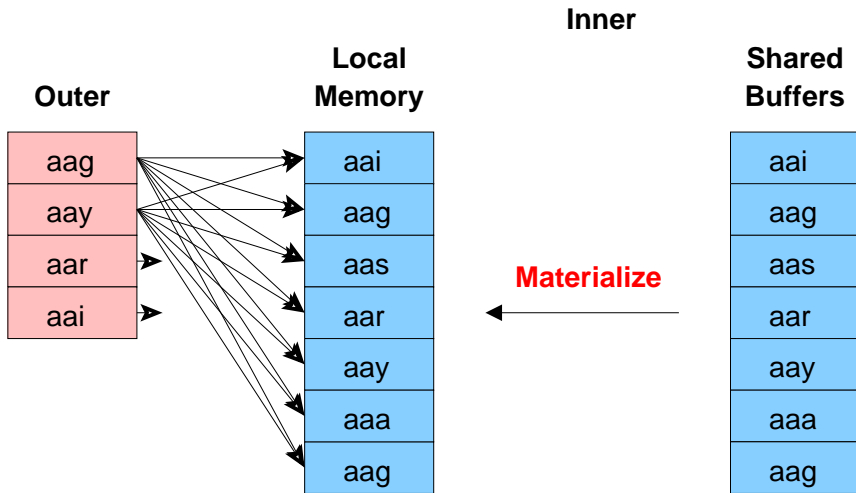 Inner
Outer
Local
Memory
Shared
Buffers
aag
aay
aar
aai
aai
aag
aas
aar
aay
aaa
aag
Materialize
aai
aag
aas
aar
aay
aaa
aag